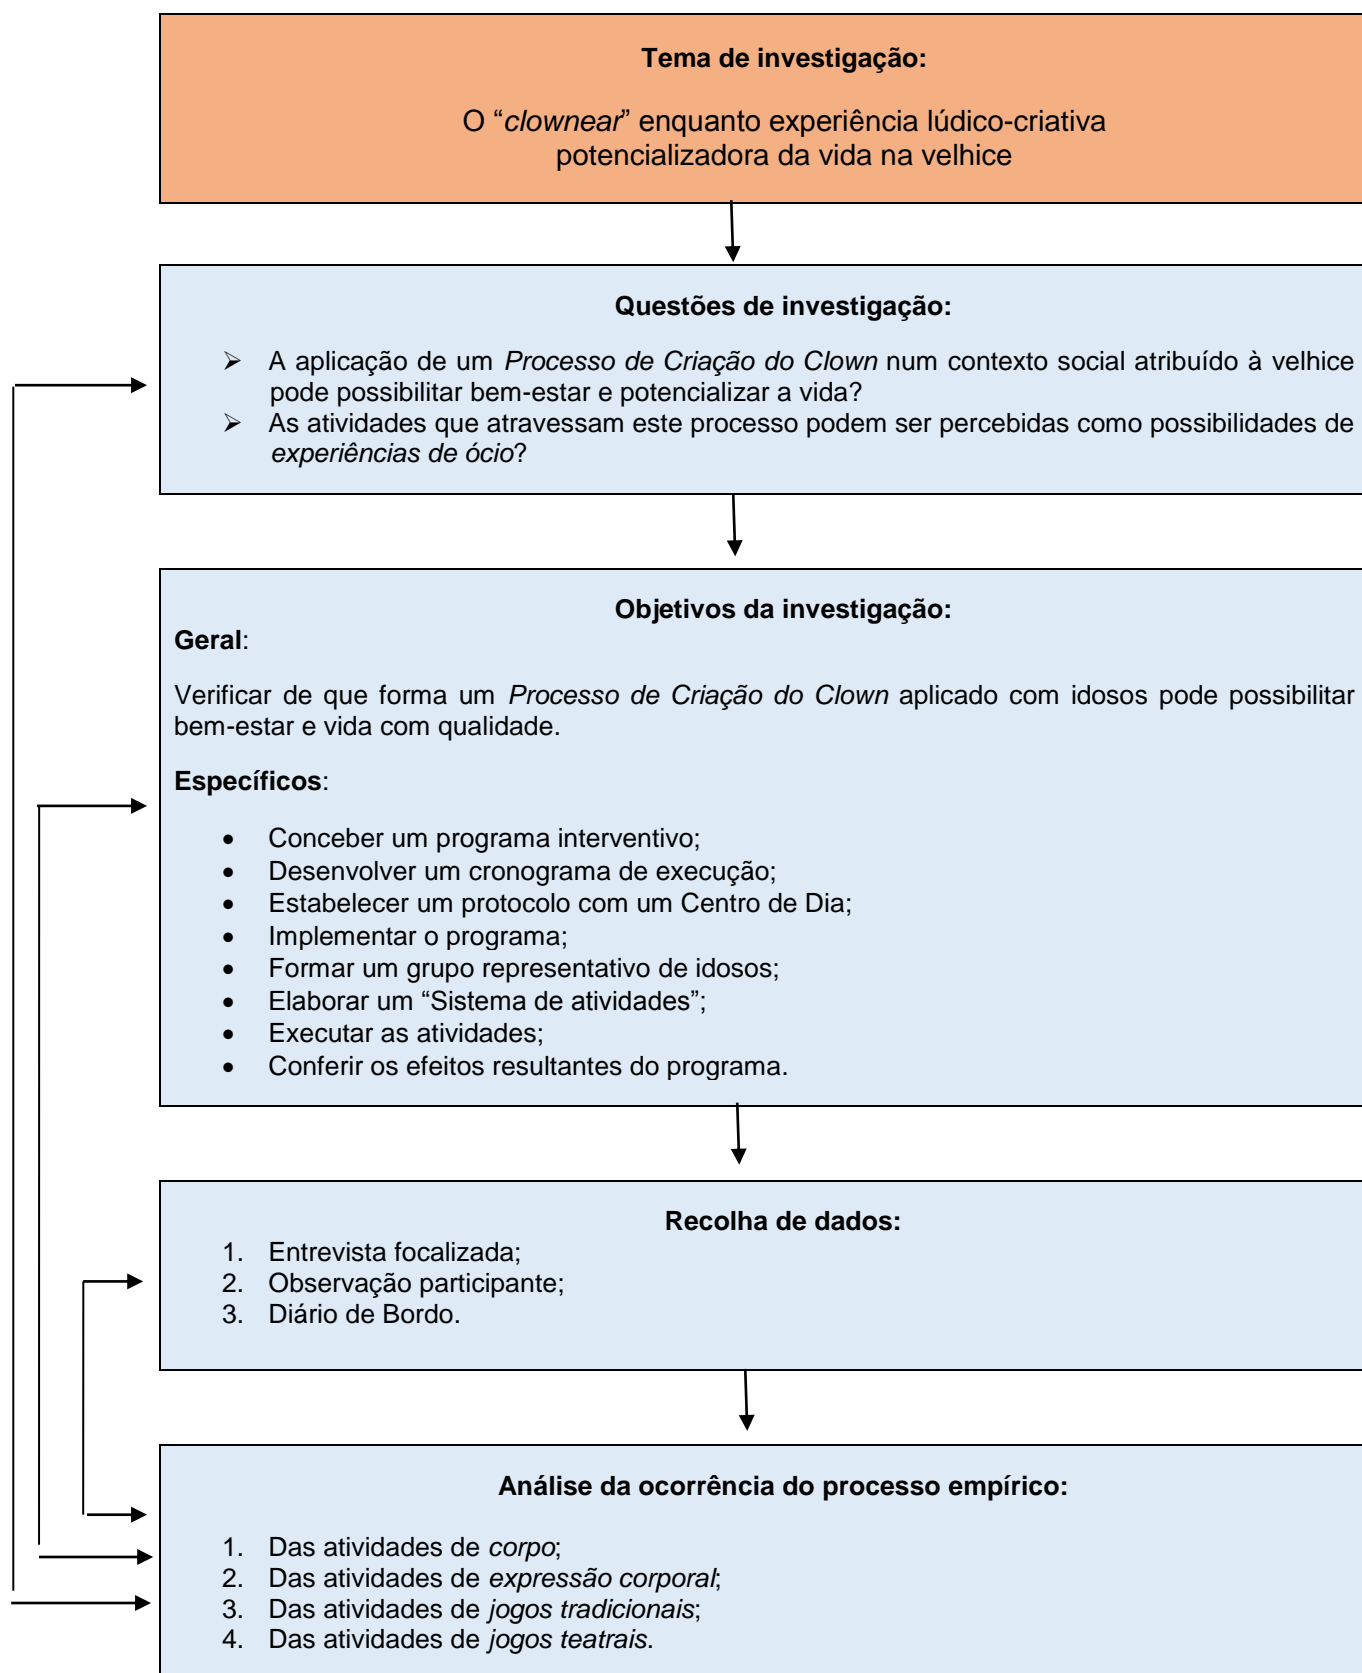 Tema de investigação:
O “clownear” enquanto experiência lúdico-criativa
potencializadora da vida na velhice
Questões de investigação:
➢ A aplicação de um Processo de Criação do Clown num contexto social atribuído à velhice
pode possibilitar bem-estar e potencializar a vida?
➢ As atividades que atravessam este processo podem ser percebidas como possibilidades de
experiências de ócio?
Objetivos da investigação:
Geral:
Verificar de que forma um Processo de Criação do Clown aplicado com idosos pode possibilitar
bem-estar e vida com qualidade.
Específicos:
• Conceber um programa interventivo;
• Desenvolver um cronograma de execução;
• Estabelecer um protocolo com um Centro de Dia;
• Implementar o programa;
• Formar um grupo representativo de idosos;
• Elaborar um “Sistema de atividades”;
• Executar as atividades;
• Conferir os efeitos resultantes do programa.
Recolha de dados:
1. Entrevista focalizada;
2. Observação participante;
3. Diário de Bordo.
Análise da ocorrência do processo empírico:
1. Das atividades de corpo;
2. Das atividades de expressão corporal;
3. Das atividades de jogos tradicionais;
4. Das atividades de jogos teatrais.